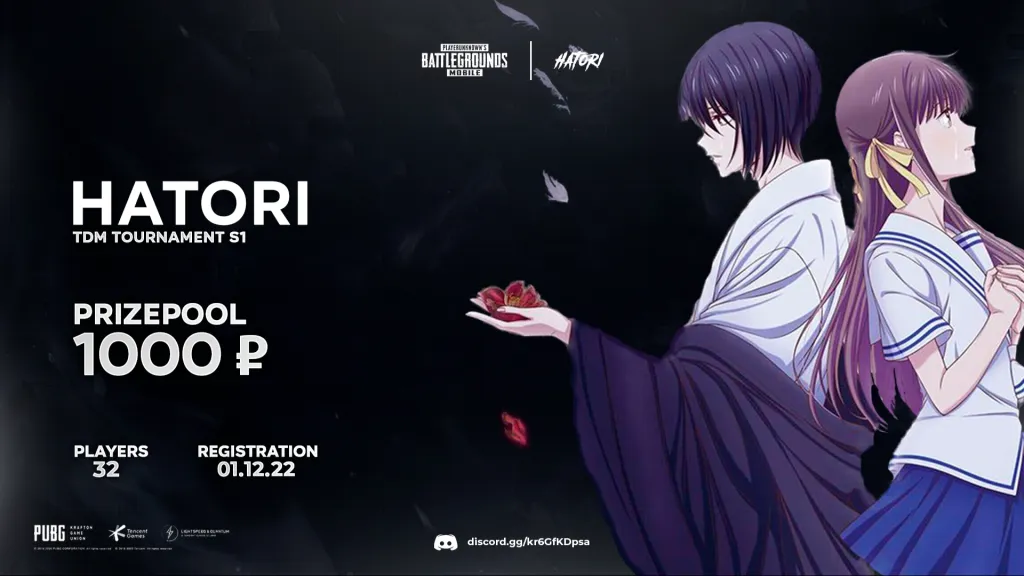 PLAYERUNKNOWN'S
BATTLEGROUNDS
MOBILE
HATORI
HATORI
TDM TOURNAMENT S1
PRIZEPOOL
1000 ₽
PLAYERS
32
REGISTRATION
01.12.22
PUBG
KRAFTON
GAME
UNION
Tencent
Games
LIGHTSPEED & QUANTUM
discord.gg/kr6GfKDpsa